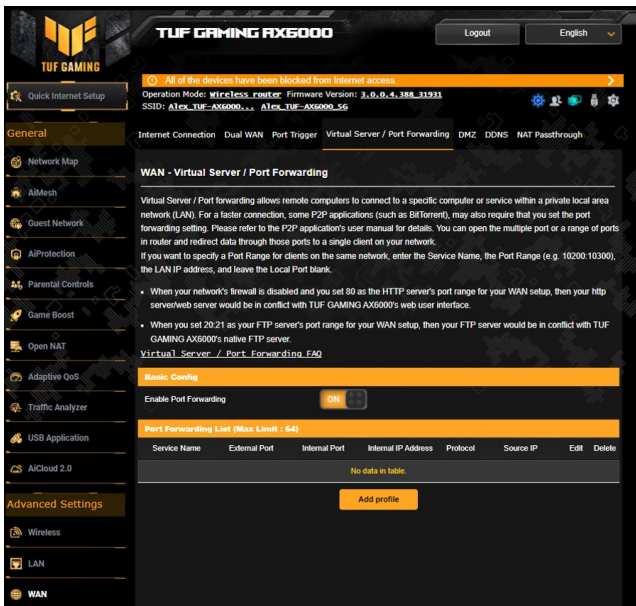 TUF GAMING AX6000
Logout
English
TUF GAMING
All of the devices have been blocked from Internet access.
Quick Internet Setup
Operation Mode: Wireless router Firmware Version: 3.0.0.4.388_31931
SSID: Alex_TUF-AX6000... Alex_TUF-AX6000_5G
General
Internet Connection Dual WAN Port Trigger Virtual Server / Port Forwarding DMZ DDNS NAT Passthrough
Network Map
AiMesh
Guest Network
AiProtection
Parental Controls
Game Boost
Open NAT
Adaptive QoS
Traffic Analyzer
USB Application
AiCloud 2.0
Advanced Settings
Wireless
LAN
WAN
WAN - Virtual Server / Port Forwarding
Virtual Server / Port forwarding allows remote computers to connect to a specific computer or service within a private local area
network (LAN). For a faster connection, some P2P applications (such as BitTorrent), may also require that you set the port
forwarding setting. Please refer to the P2P application's user manual for details. You can open the multiple port or a range of ports
in router and redirect data through those ports to a single client on your network.
If you want to specify a Port Range for clients on the same network, enter the Service Name, the Port Range (e.g. 10200:10300),
the LAN IP address, and leave the Local Port blank.
• When your network's firewall is disabled and you set 80 as the HTTP server's port range for your WAN setup, then your http
server/web server would be in conflict with TUF GAMING AX6000's web user interface.
• When you set 20:21 as your FTP server's port range for your WAN setup, then your FTP server would be in conflict with TUF
GAMING AX6000's native FTP server.
Virtual Server / Port Forwarding FAQ
Basic Config
Enable Port Forwarding ON
Port Forwarding List (Max Limit : 64)
Service Name External Port Internal Port Internal IP Address Protocol Source IP Edit Delete
No data in table.
Add profile